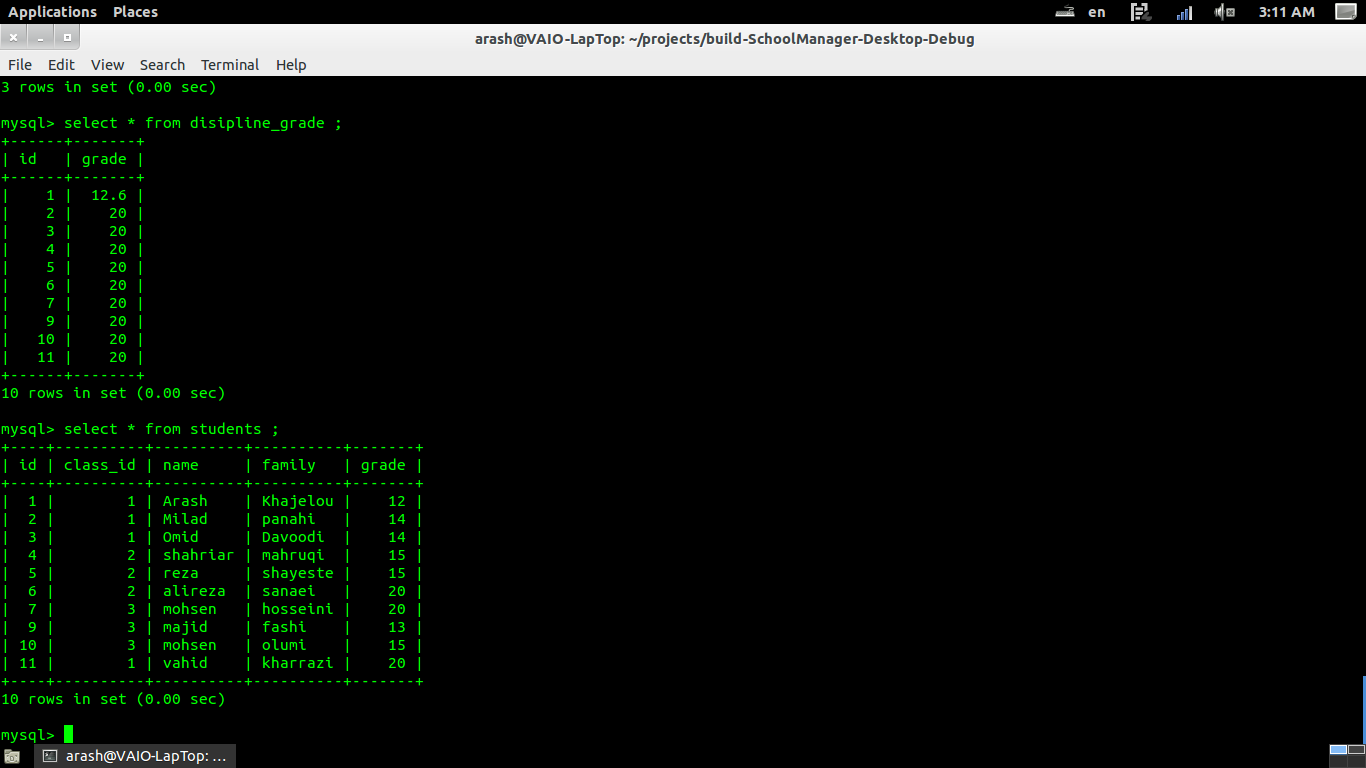 Applications Places en 3:11 AM
arash@VAIO-LapTop: ~/projects/build-SchoolManager-Desktop-Debug
File Edit View Search Terminal Help
3 rows in set (0.00 sec)
mysql> select * from disipline_grade ;
+------+-------+
| id   | grade |
+------+-------+
|    1 |  12.6 |
|    2 |    20 |
|    3 |    20 |
|    4 |    20 |
|    5 |    20 |
|    6 |    20 |
|    7 |    20 |
|    9 |    20 |
|   10 |    20 |
|   11 |    20 |
+------+-------+
10 rows in set (0.00 sec)
mysql> select * from students ;
+----+----------+----------+----------+-------+
| id | class_id | name     | family   | grade |
+----+----------+----------+----------+-------+
|  1 |        1 | Arash    | Khajelou |    12 |
|  2 |        1 | Milad    | panahi   |    14 |
|  3 |        1 | Omid     | Davoodi  |    14 |
|  4 |        2 | shahriar | mahruqi  |    15 |
|  5 |        2 | reza     | shayeste |    15 |
|  6 |        2 | alireza  | sanaei   |    20 |
|  7 |        3 | mohsen   | hosseini |    20 |
|  9 |        3 | majid    | fashi    |    13 |
| 10 |        3 | mohsen   | olumi    |    15 |
| 11 |        1 | vahid    | kharrazi |    20 |
+----+----------+----------+----------+-------+
10 rows in set (0.00 sec)
mysql>
arash@VAIO-LapTop: ...